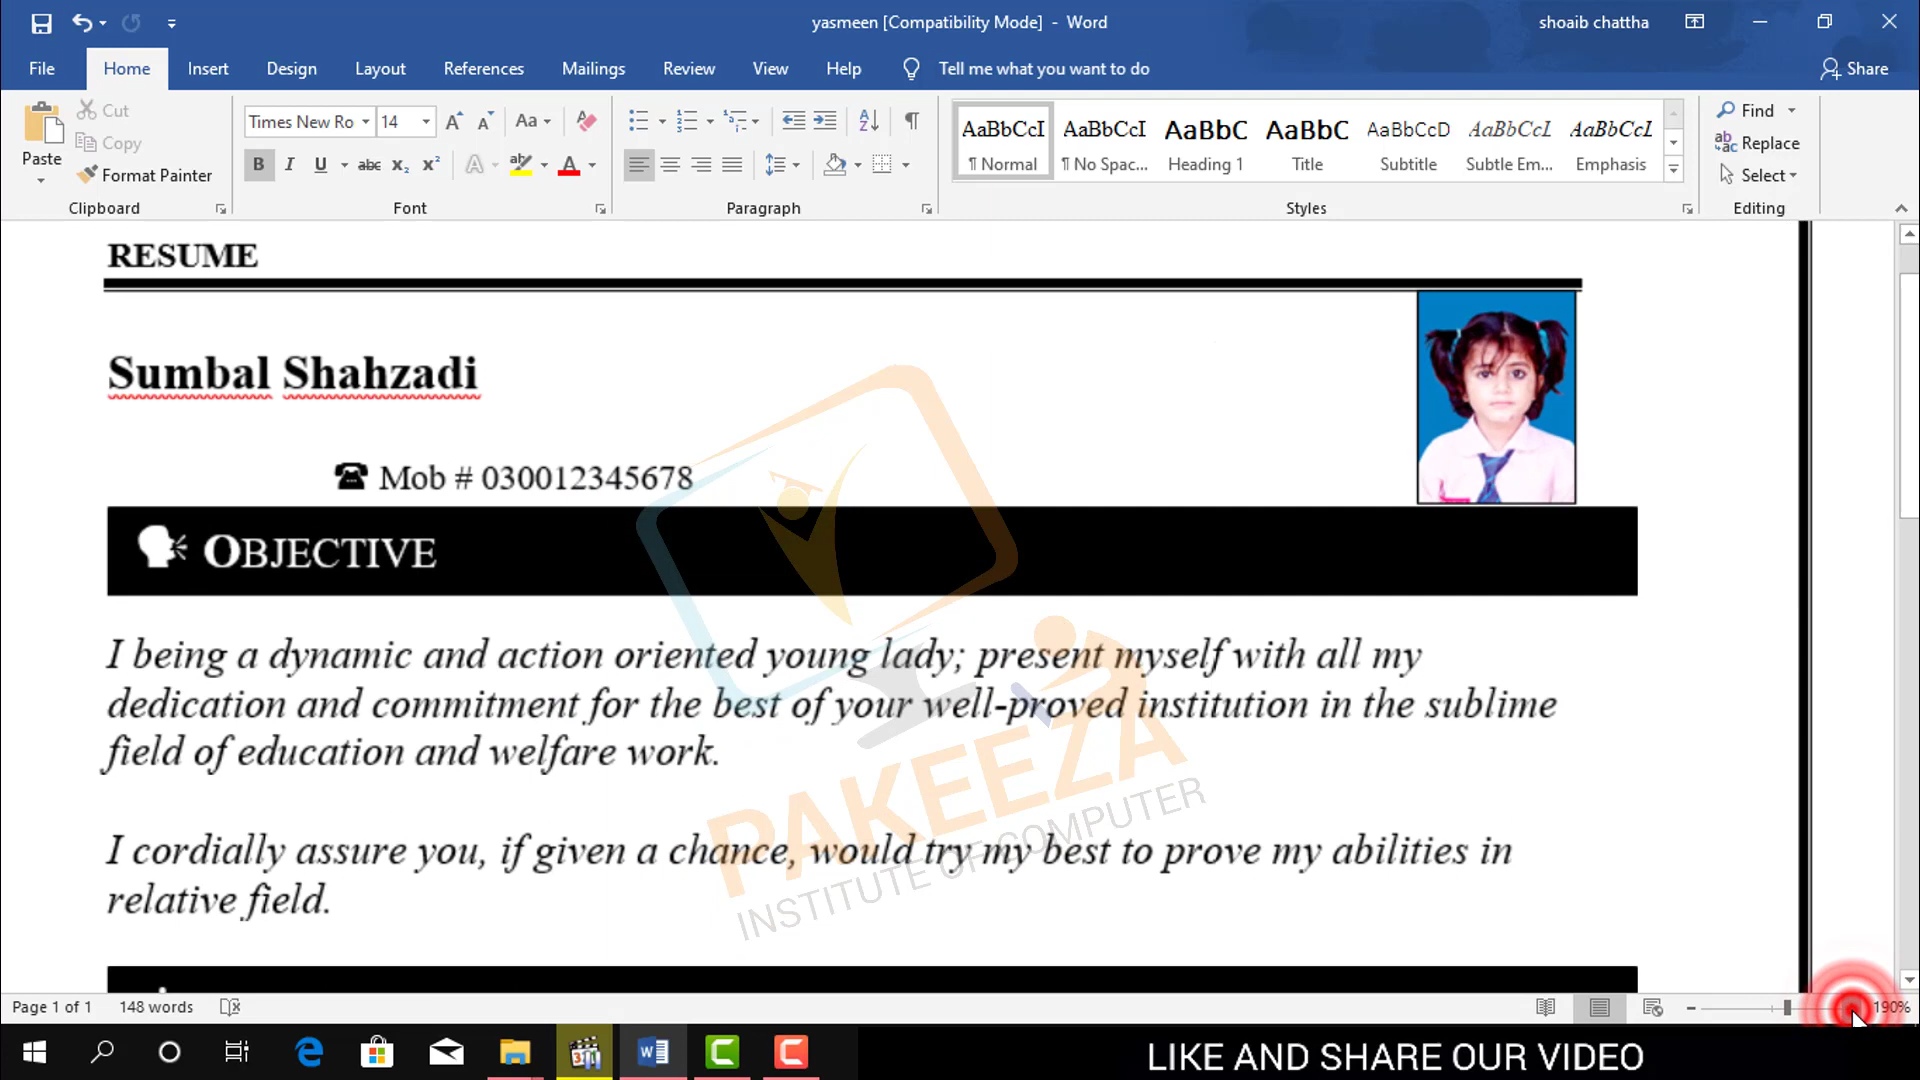 yasmeen [Compatibility Mode] - Word
shoaib chattha
File Home Insert Design Layout References Mailings Review View Help Tell me what you want to do Share
Paste
Cut
Copy
Format Painter
Clipboard
Times New Ro 14
Font
Paragraph
AaBbCcI AaBbCcI AaBbC AaBbC AaBbCcD AaBbCcI AaBbCcI
¶ Normal ¶ No Spac... Heading 1 Title Subtitle Subtle Em... Emphasis
Styles
Find
Replace
Select
Editing
RESUME
Sumbal Shahzadi
Mob # 030012345678
OBJECTIVE
I being a dynamic and action oriented young lady; present myself with all my
dedication and commitment for the best of your well-proved institution in the sublime
field of education and welfare work.
I cordially assure you, if given a chance, would try my best to prove my abilities in
relative field.
PAKEEZA
INSTITUTE OF COMPUTER
Page 1 of 1 148 words
190%
LIKE AND SHARE OUR VIDEO